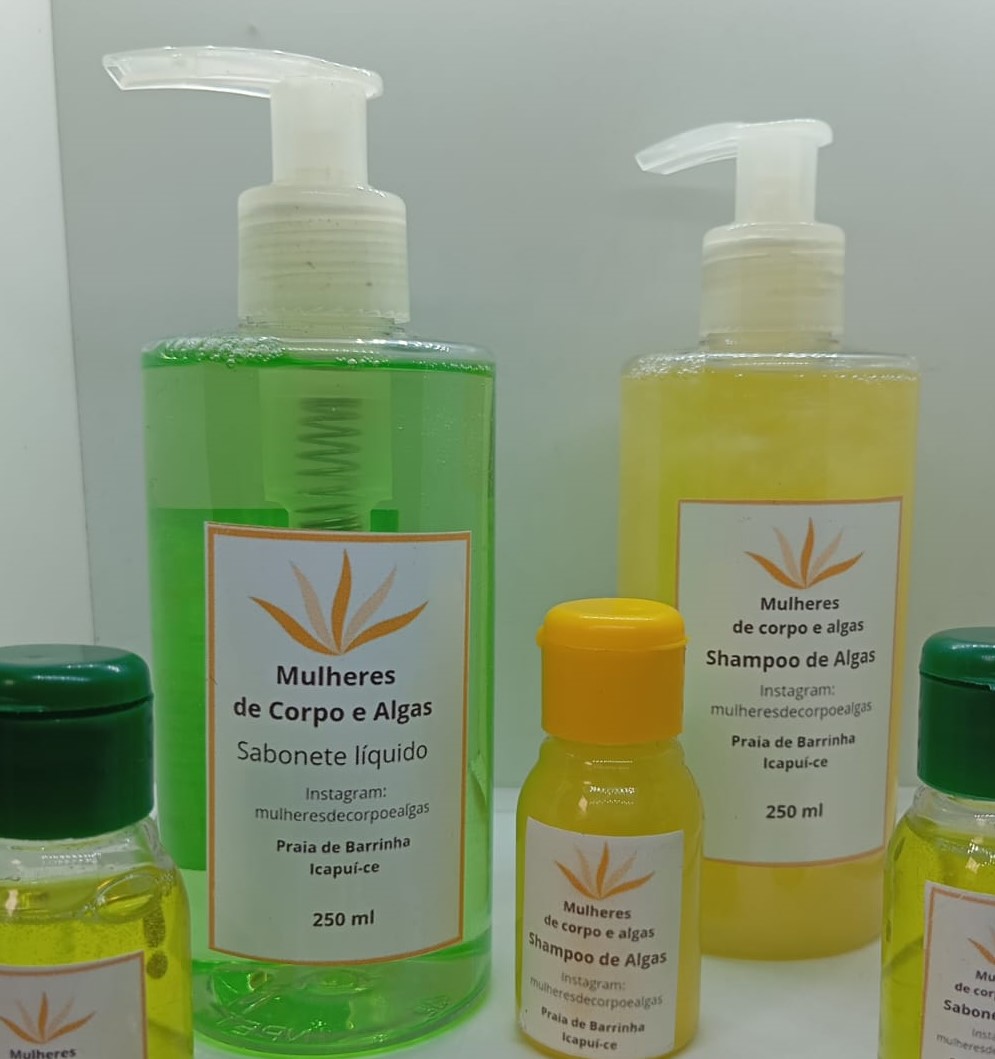 Mulheres
de Corpo e Algas
Sabonete líquido
Instagram:
mulheresdecorpoealgas
Praia de Barrinha
Icapuí-ce
250 ml
Mulheres
de corpo e algas
Shampoo de Algas
Instagram:
mulheresdecorpoealgas
Praia de Barrinha
Icapuí-ce
250 ml
Mulheres
de corpo e algas
Shampoo de Algas
Instagram:
mulheresdecorpoealgas
Praia de Barrinha
Icapuí-ce
Mulheres